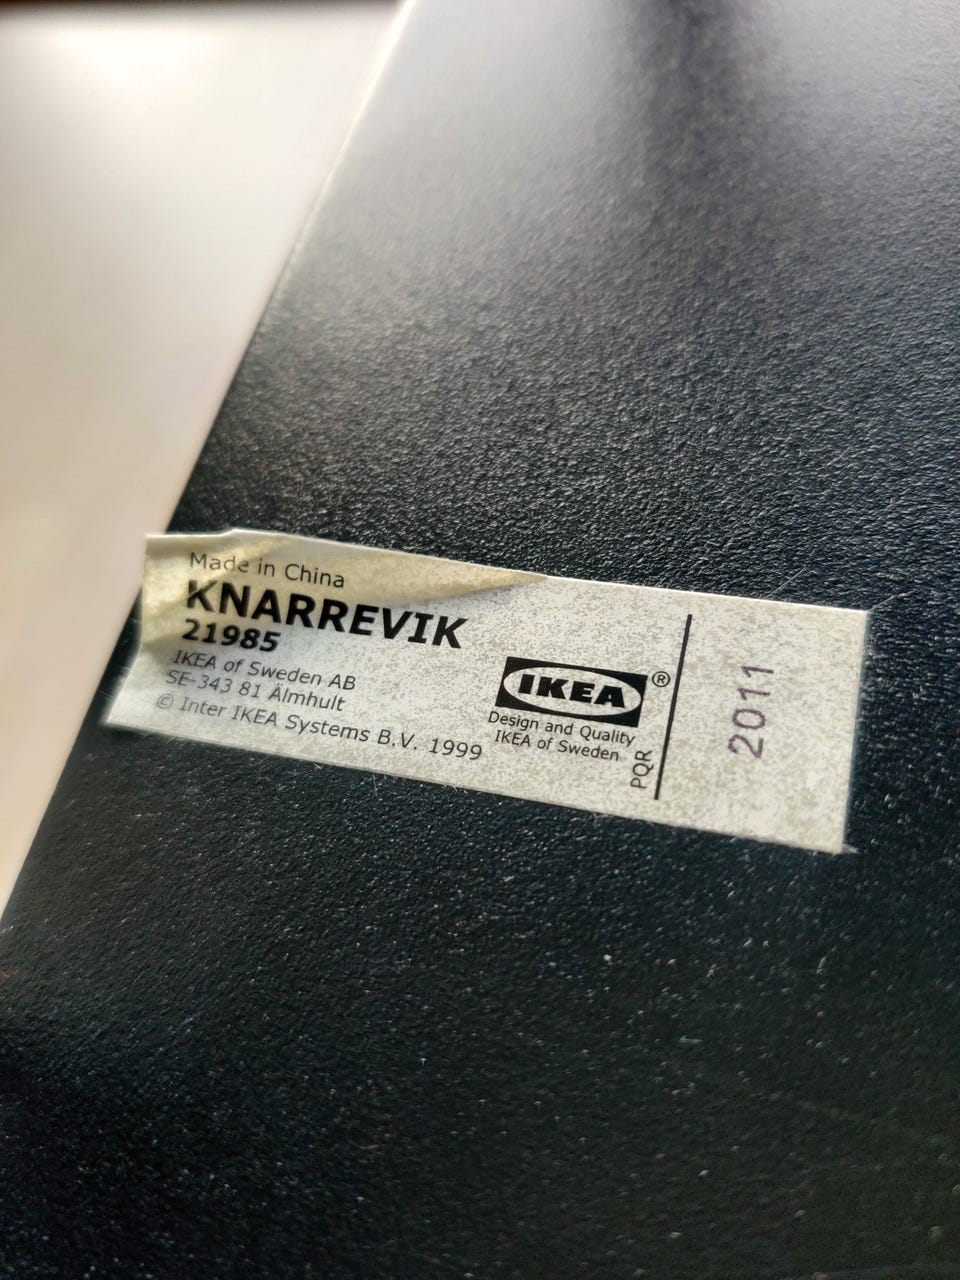 Made in China
KNARREVIK
21985
IKEA of Sweden AB
SE-343 81 Älmhult
© Inter IKEA Systems B.V. 1999
IKEA®
Design and Quality
IKEA of Sweden
PQR
2011